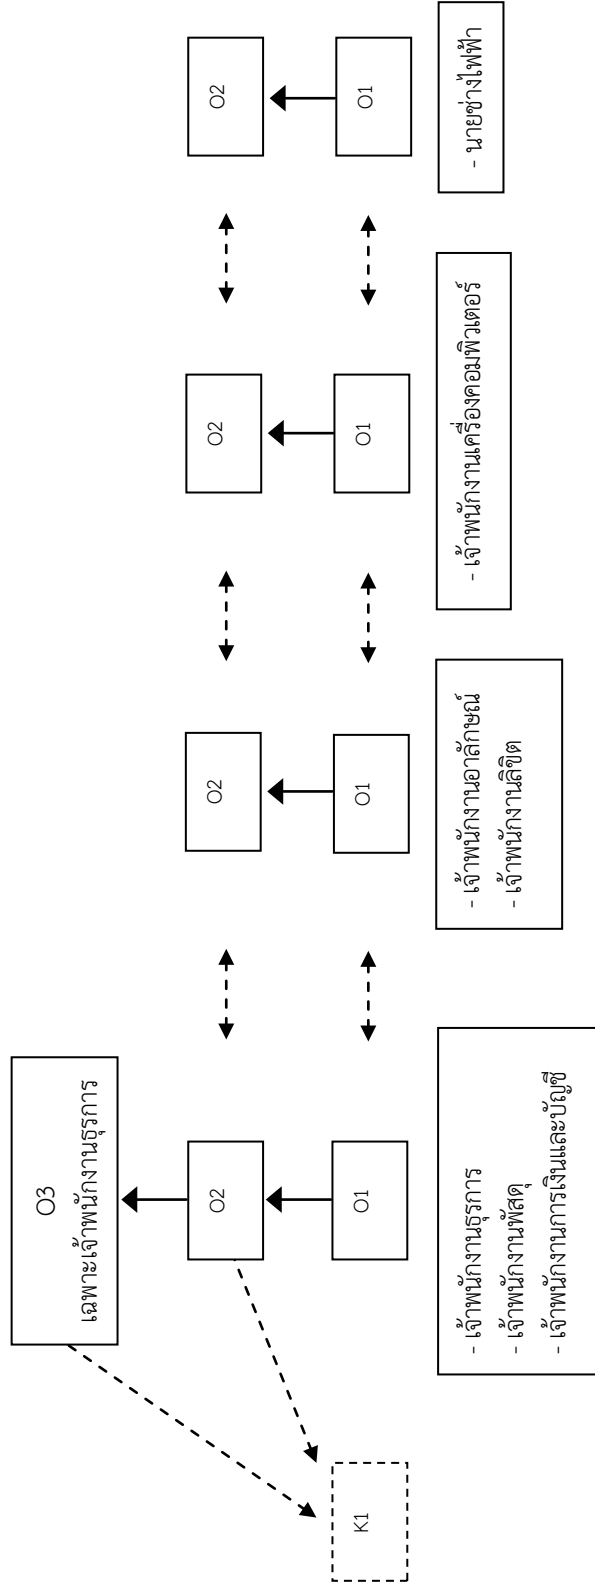 O3
เฉพาะเจ้าพนักงานธุรการ
O2
O2
O2
O2
K1
O1
O1
O1
O1
- เจ้าพนักงานธุรการ
- เจ้าพนักงานพัสดุ
- เจ้าพนักงานการเงินและบัญชี
- เจ้าพนักงานอาลักษณ์
- เจ้าพนักงานลิขิต
- เจ้าพนักงานเครื่องคอมพิวเตอร์
- นายช่างไฟฟ้า